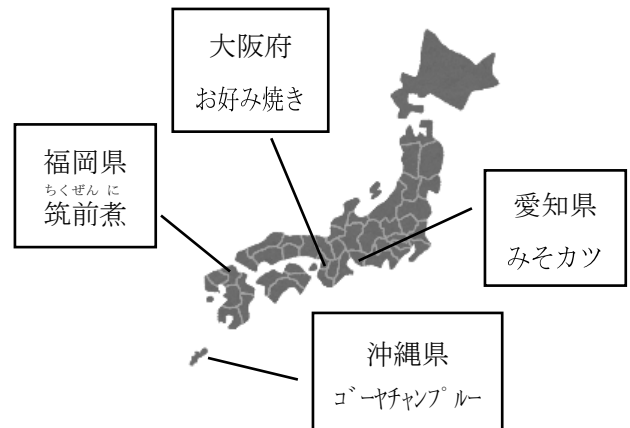 大阪府
お好み焼き
福岡県
ちくぜん に
筑前煮
愛知県
みそカツ
沖縄県
ゴーヤチャンプルー